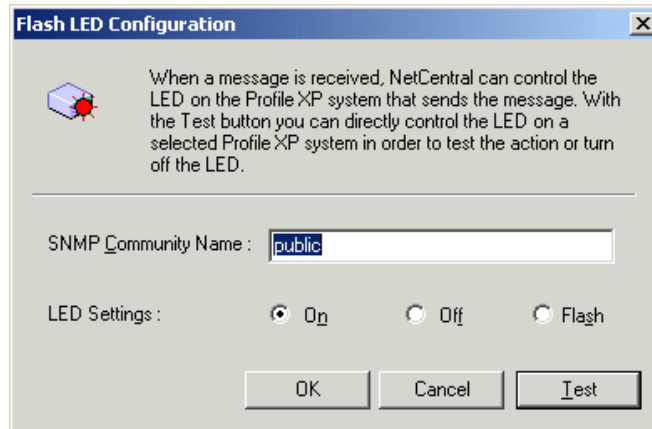 Flash LED Configuration
When a message is received, NetCentral can control the
LED on the Profile XP system that sends the message. With
the Test button you can directly control the LED on a
selected Profile XP system in order to test the action or turn
off the LED.
SNMP Community Name : public
LED Settings : On Off Flash
OK Cancel Test